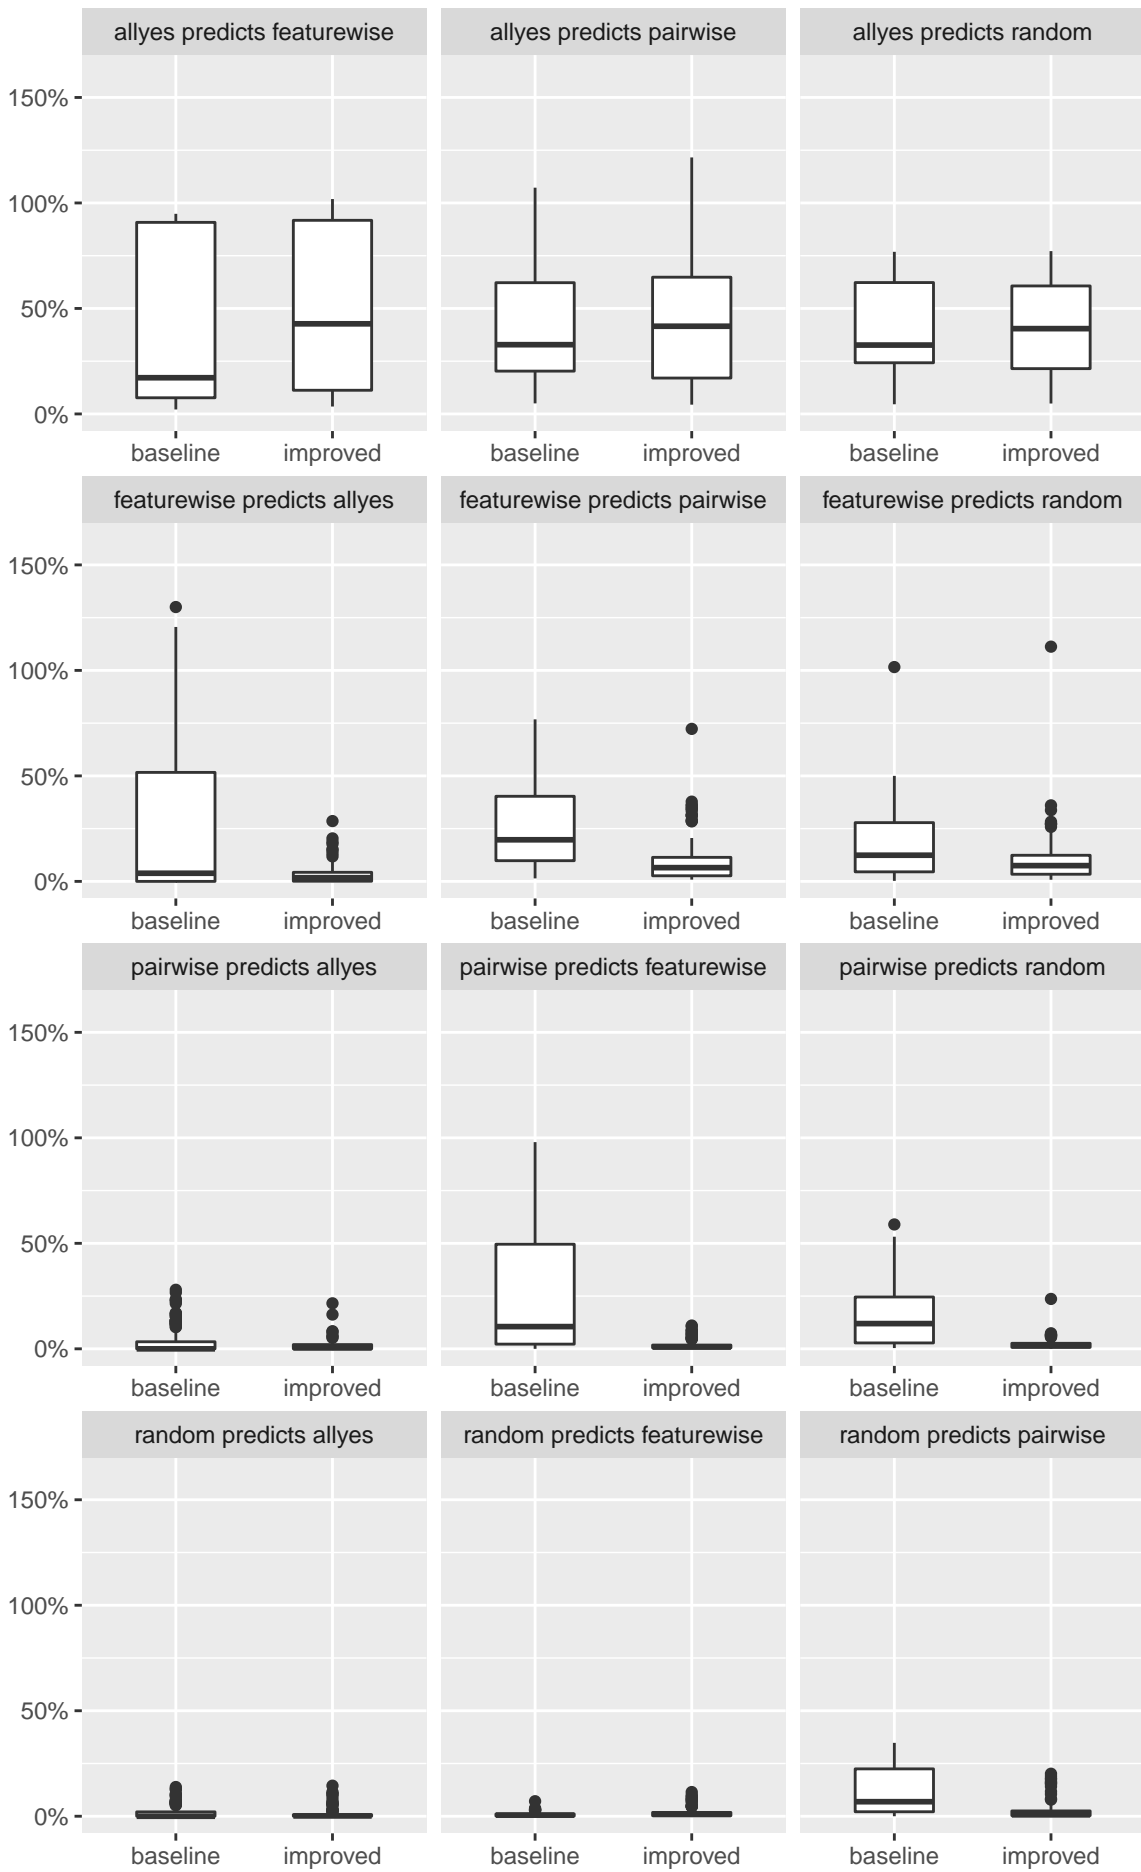 allyes predicts featurewise allyes predicts pairwise allyes predicts random
150%
100%
50%
0%
baseline improved baseline improved baseline improved
featurewise predicts allyes featurewise predicts pairwise featurewise predicts random
150%
100%
50%
0%
baseline improved baseline improved baseline improved
pairwise predicts allyes pairwise predicts featurewise pairwise predicts random
150%
100%
50%
0%
baseline improved baseline improved baseline improved
random predicts allyes random predicts featurewise random predicts pairwise
150%
100%
50%
0%
baseline improved baseline improved baseline improved